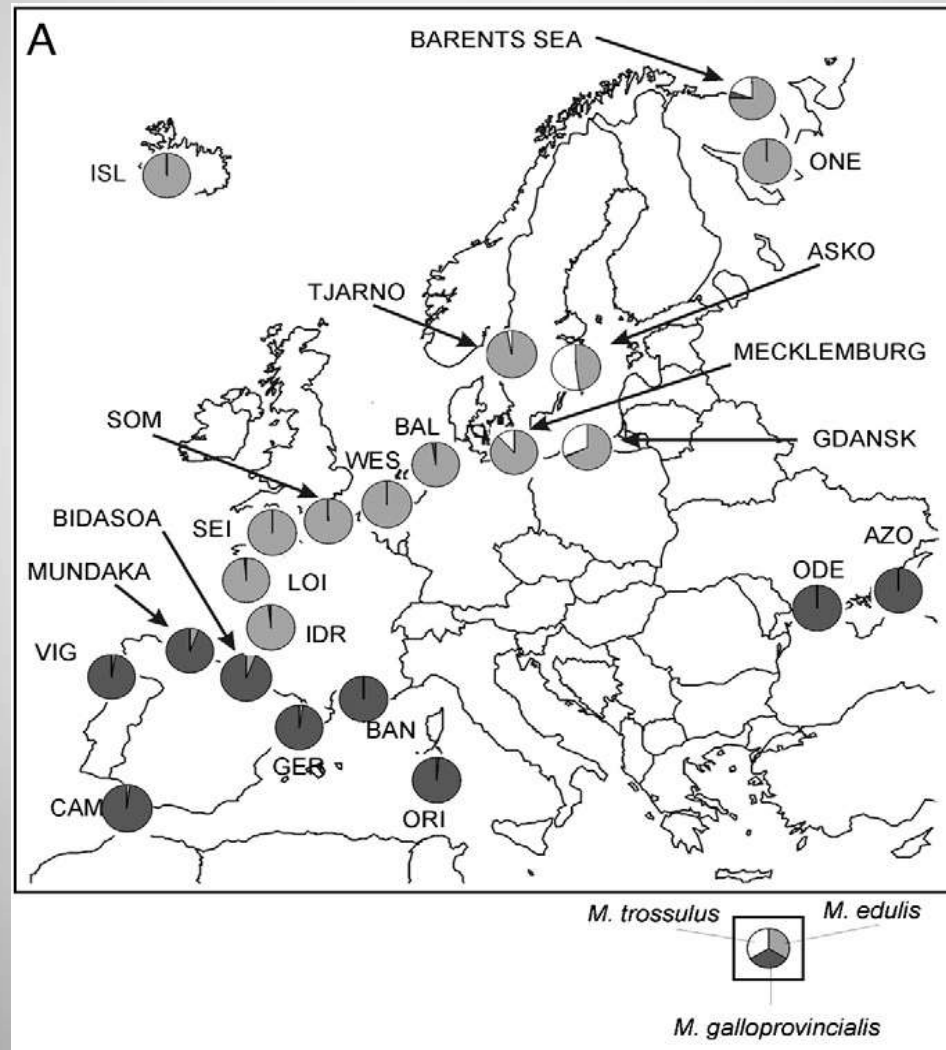 A
BARENTS SEA
ISL
ONE
ASKO
TJARNO
MECKLEMBURG
SOM
BAL
WES
GDANSK
SEI
BIDASOA
AZO
LOI
ODE
MUNDAKA
IDR
VIG
BAN
GER
CAM
ORI
M. trossulus
M. edulis
M. galloprovincialis